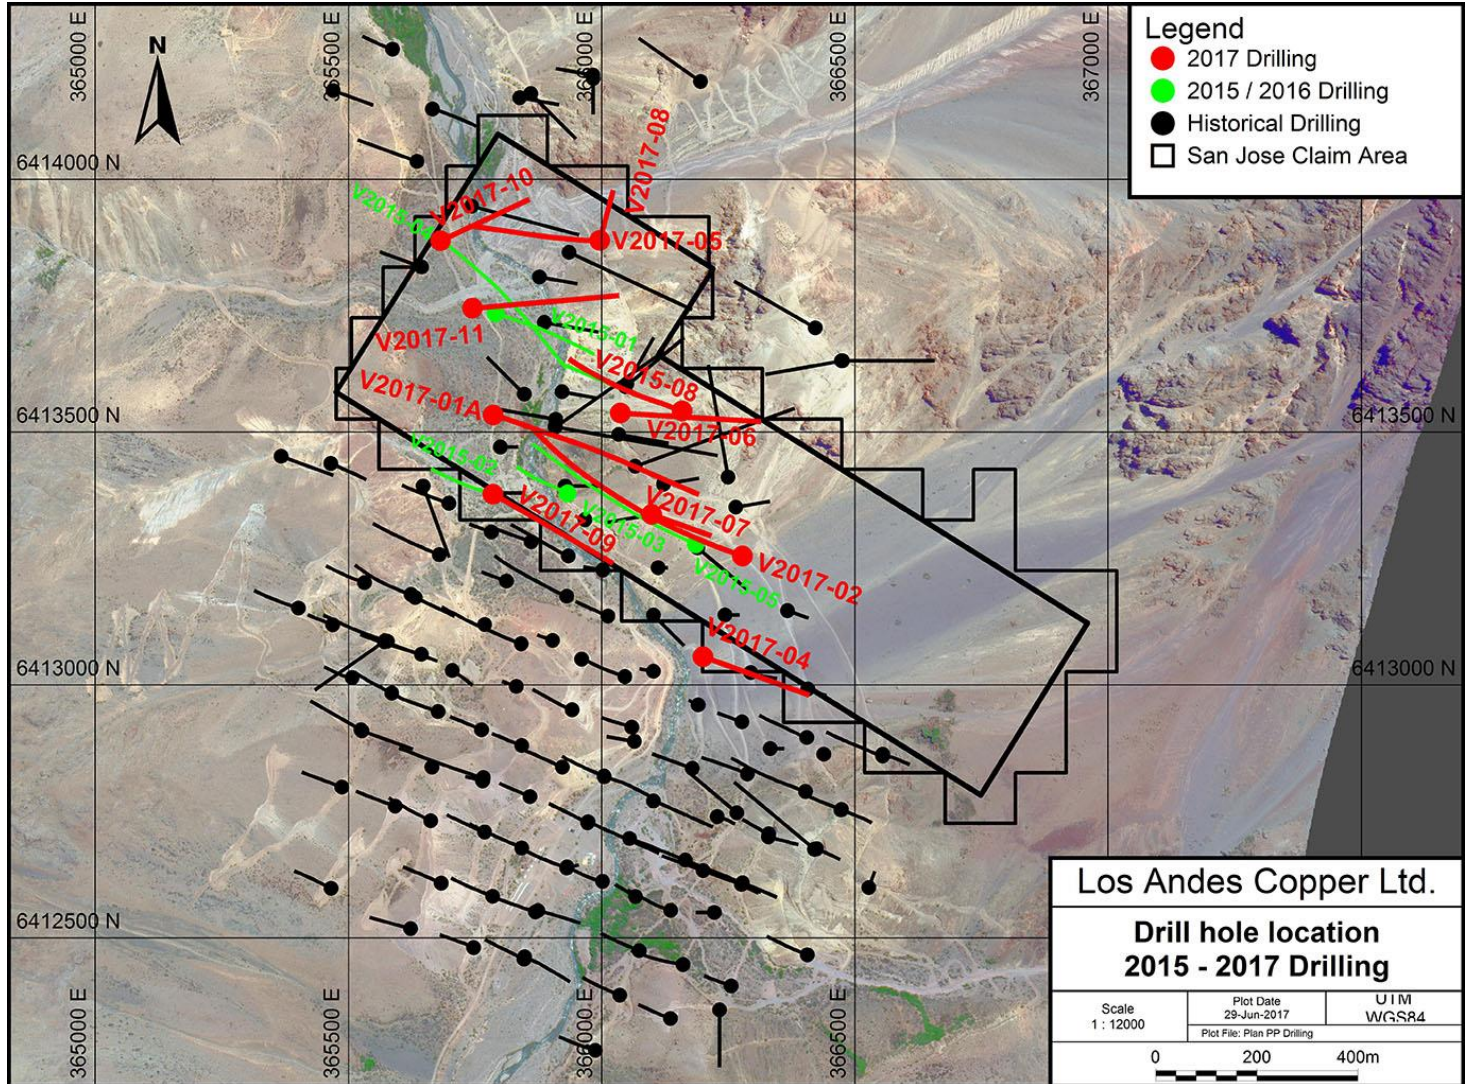 365000 E
365500 E
366000 E
366500 E
367000 E
N
Legend
2017 Drilling
2015 / 2016 Drilling
Historical Drilling
San Jose Claim Area
6414000 N
V2017-08
V2017-10
V2015-04
V2017-05
V2015-01
V2017-11
V2015-08
V2017-01A
V2017-06
6413500 N
6413500 N
V2015-02
V2017-09
V2015-03
V2017-07
V2017-02
V2015-05
V2017-04
6413000 N
6413000 N
6412500 N
365000 E
365500 E
366000 E
366500 E
Los Andes Copper Ltd.
Drill hole location
2015 - 2017 Drilling
Scale
1 : 12000
Plot Date
29-Jun-2017
Plot File: Plan PP Drilling
UTM
WGS84
0 200 400m